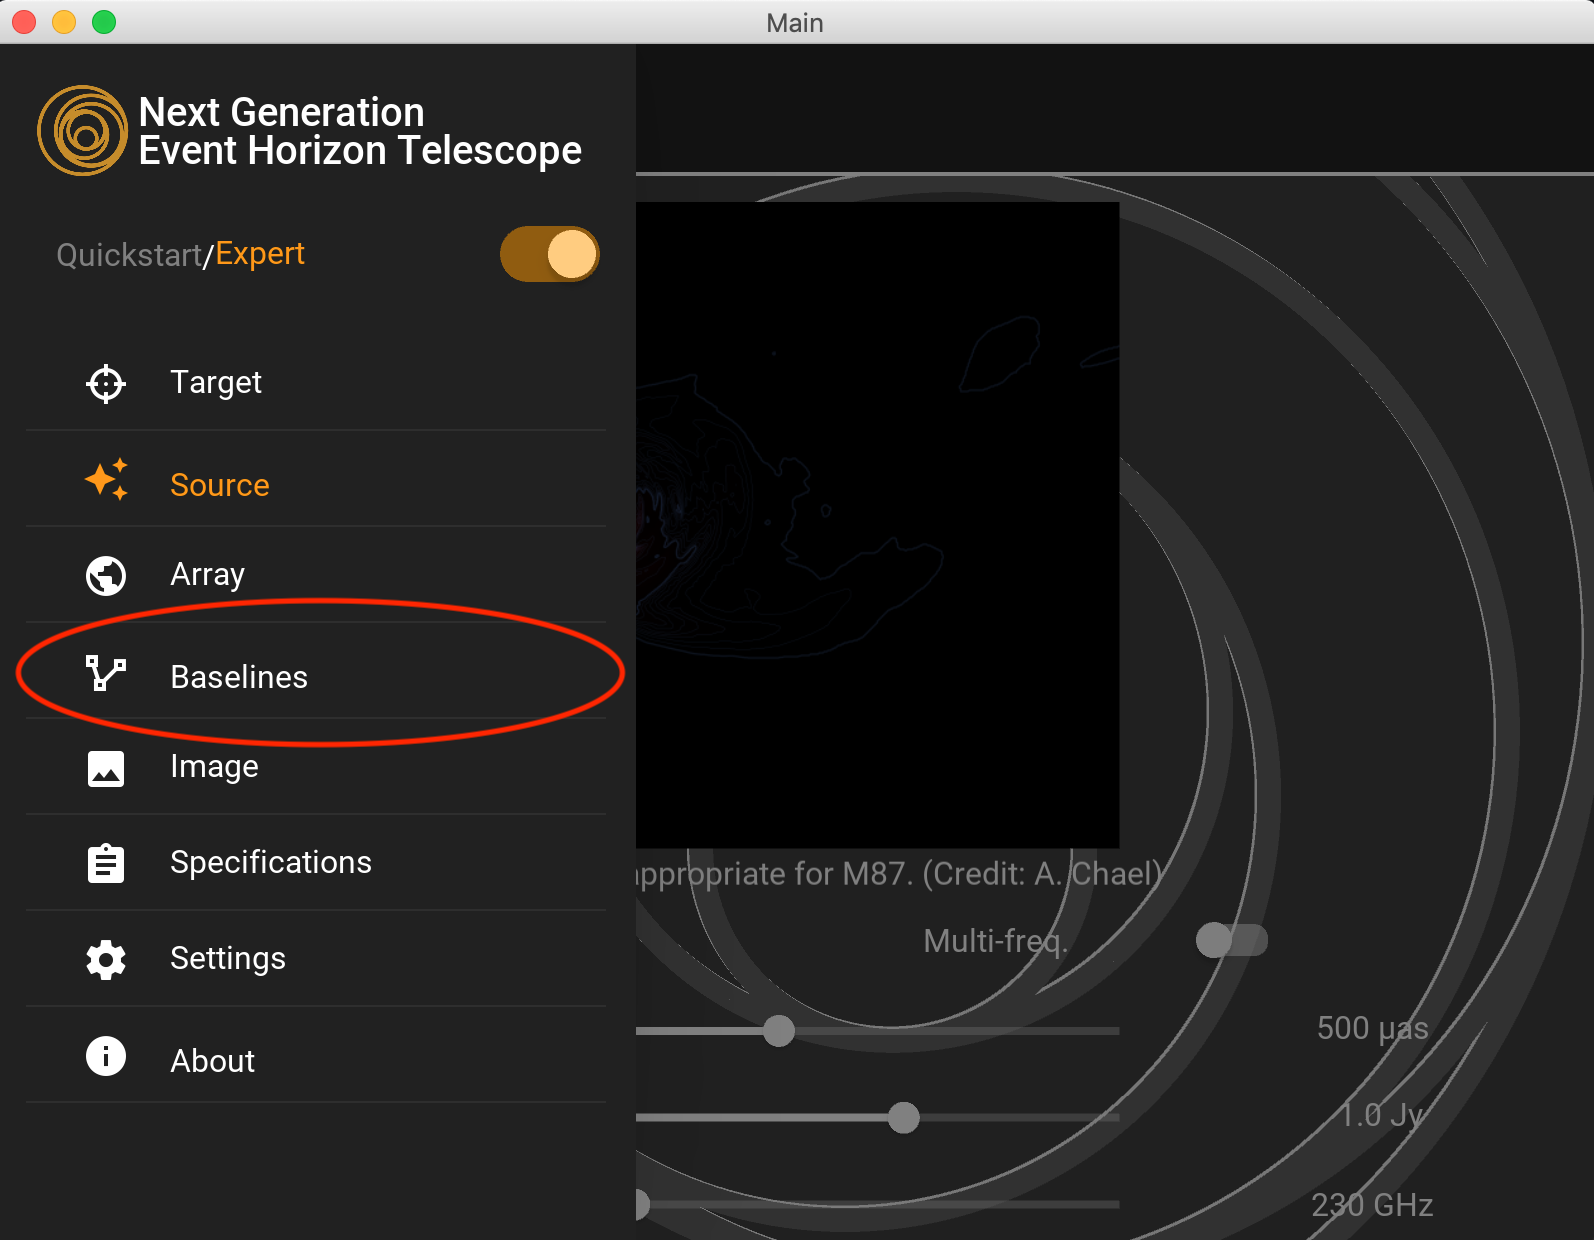 Main
Next Generation
Event Horizon Telescope
Quickstart/Expert
Target
Source
Array
Baselines
Image
Specifications
Settings
About
appropriate for M87. (Credit: A. Chael)
Multi-freq.
500 µas
1.0 Jy
230 GHz